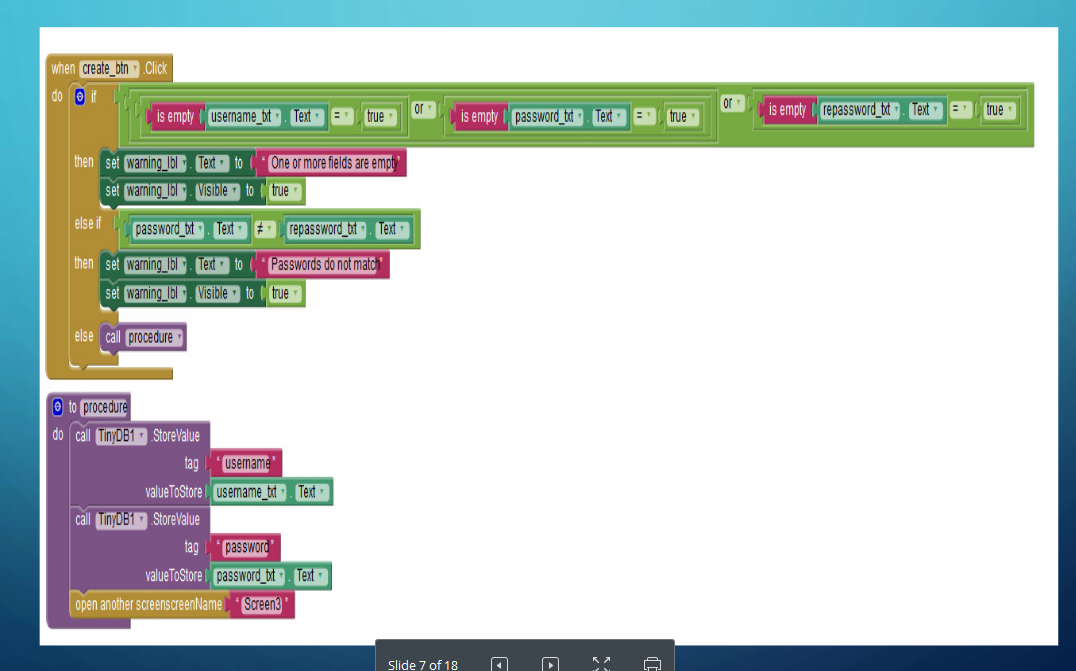 when create_btn .Click
do if is empty username_txt . Text = true or is empty password_txt . Text = true or is empty repassword_txt . Text = true
then set warning_lbl . Text to " One or more fields are empty "
set warning_lbl . Visible to true
else if password_txt . Text ≠ repassword_txt . Text
then set warning_lbl . Text to " Passwords do not match "
set warning_lbl . Visible to true
else call procedure
to procedure
do call TinyDB1 .StoreValue
tag " username "
valueToStore username_txt . Text
call TinyDB1 .StoreValue
tag " password "
valueToStore password_txt . Text
open another screenscreenName " Screen3 "
Slide 7 of 18